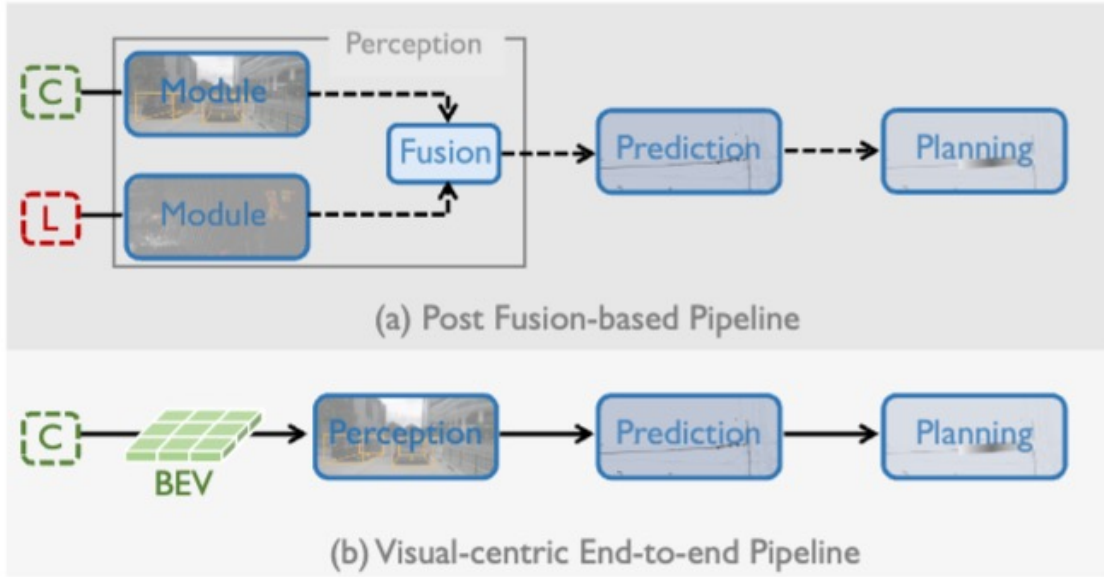 Perception
C
Module
Fusion
Prediction
Planning
L
Module
(a) Post Fusion-based Pipeline
C
BEV
Perception
Prediction
Planning
(b) Visual-centric End-to-end Pipeline